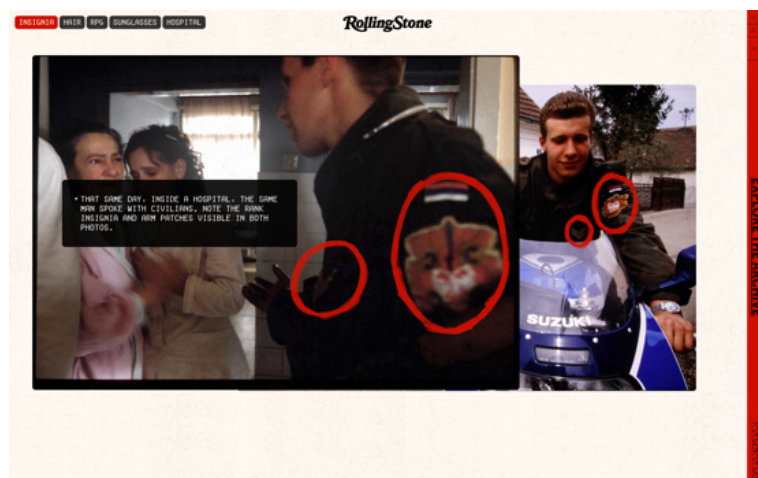 INSIGNIA HAIR RPG SUNGLASSES HOSPITAL
RollingStone
• THAT SAME DAY, INSIDE A HOSPITAL, THE SAME
MAN SPOKE WITH CIVILIANS. NOTE THE RANK
INSIGNIA AND ARM PATCHES VISIBLE IN BOTH
PHOTOS.
SUZUKI
EXPLORE THE ARCHIVE